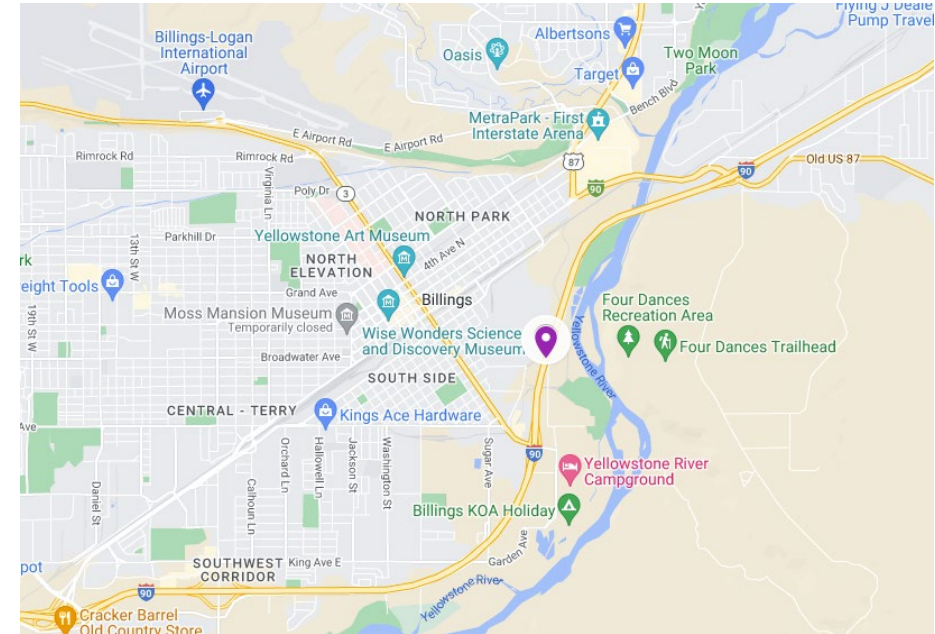 Flying J Deale
Pump Travel
Billings-Logan
International
Airport
Albertsons
Oasis
Two Moon
Park
Target
Bench Blvd
MetraPark - First
Interstate Arena
E Airport Rd
E Airport Rd
Rimrock Rd
Rimrock Rd
87
Old US 87
90
90
Virginia Ln
Poly Dr
3
NORTH PARK
Parkhill Dr
13th St W
Yellowstone Art Museum
4th Ave N
rk
NORTH
ELEVATION
eight Tools
Grand Ave
Billings
Four Dances
Recreation Area
19th St W
Moss Mansion Museum
Temporarily closed
Wise Wonders Science
and Discovery Museum
Yellowstone River
Four Dances Trailhead
Broadwater Ave
SOUTH SIDE
CENTRAL - TERRY
Kings Ace Hardware
Ave
90
Orchard Ln
Hallowell Ln
Jackson St
Washington St
Sugar Ave
Yellowstone River
Campground
Daniel St
Calhoun Ln
Billings KOA Holiday
Garden Ave
pot
SOUTHWEST
CORRIDOR
King Ave E
90
Yellowstone River
Cracker Barrel
Old Country Store